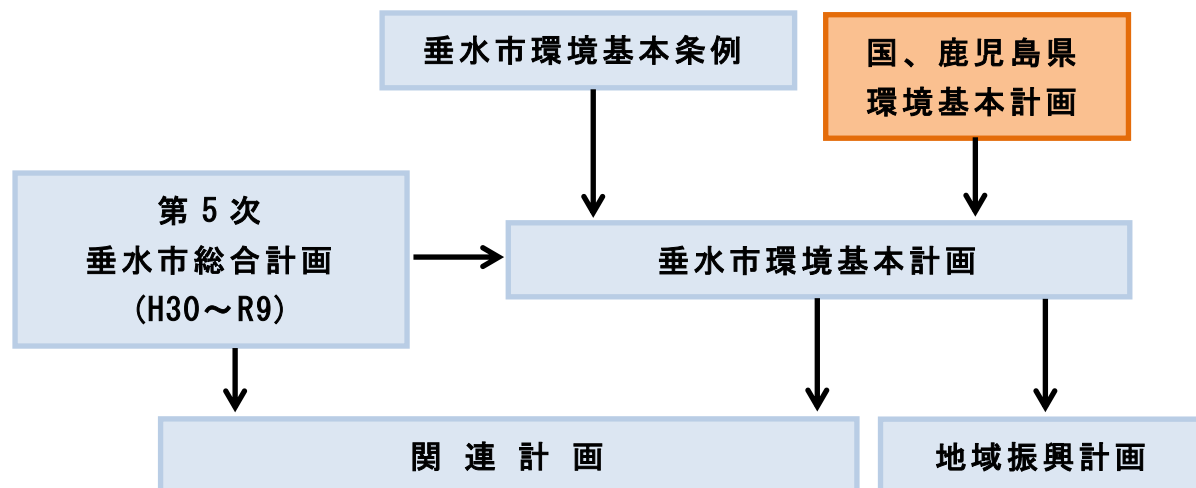 垂水市環境基本条例
国、鹿児島県
環境基本計画
第5次
垂水市総合計画
(H30～R9)
垂水市環境基本計画
関連計画
地域振興計画